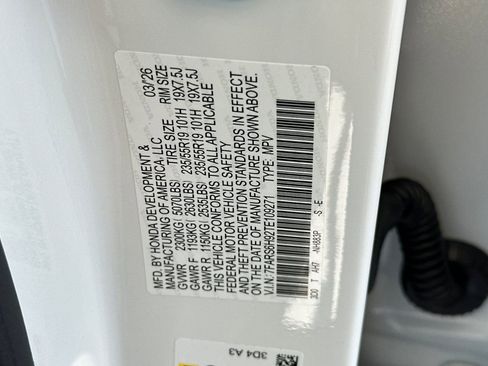 MFD. BY HONDA DEVELOPMENT & 03/26
MANUFACTURING OF AMERICA, LLC
TIRE SIZE RIM SIZE
GVWR 2300KG( 5070LBS) 235/55R19 101H 19X7.5J
GAWR F 1193KG( 2630LBS) 235/55R19 101H 19X7.5J
GAWR R 1150KG( 2535LBS)
THIS VEHICLE CONFORMS TO ALL APPLICABLE
FEDERAL MOTOR VEHICLE SAFETY
AND THEFT PREVENTION STANDARDS IN EFFECT
ON THE DATE OF MANUFACTURE SHOWN ABOVE.
V.I.N.: TYPE: MPV
3D0 T AH7 -NH883P -S -E
3D4 A3